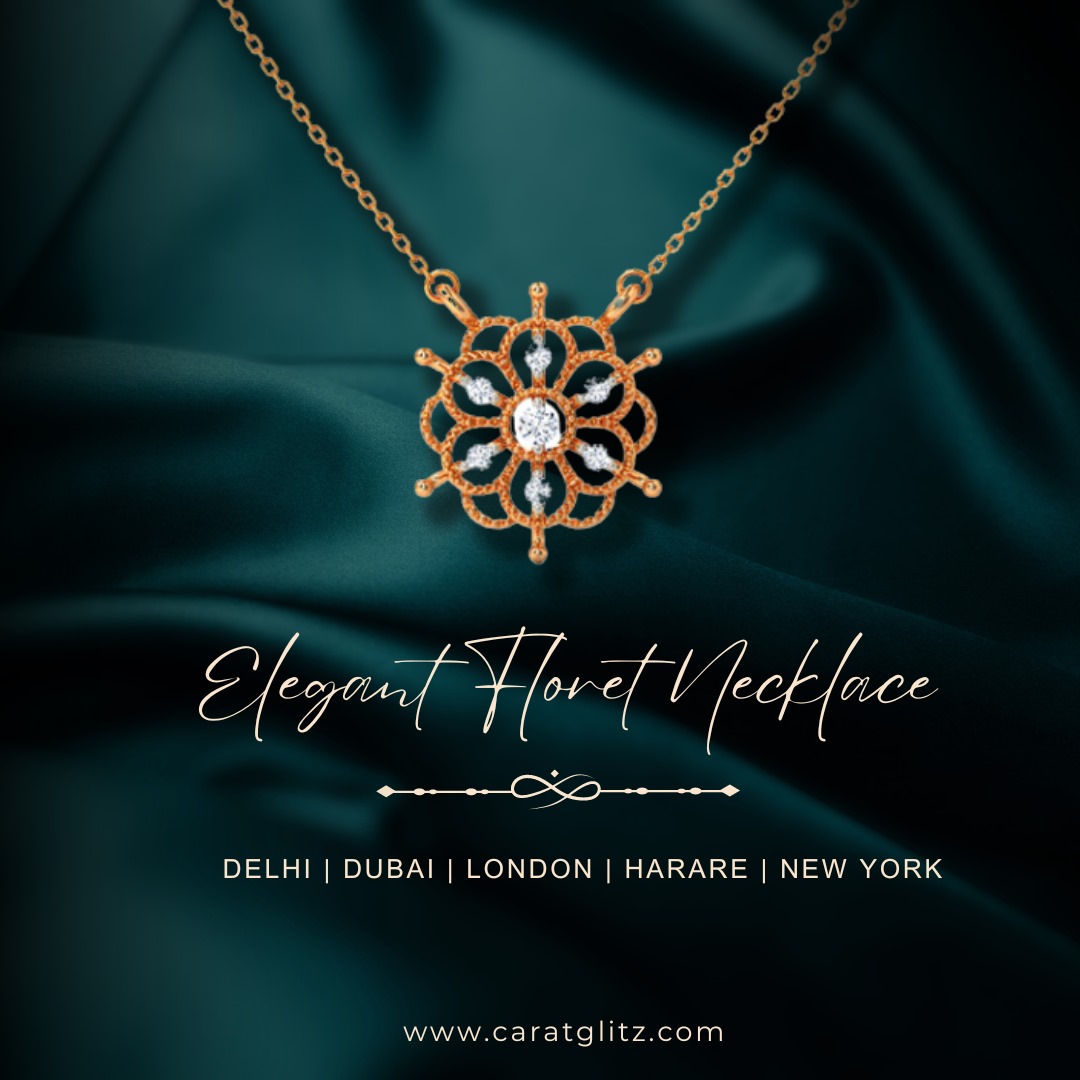 Elegant Floret Necklace
DELHI | DUBAI | LONDON | HARARE | NEW YORK
www.caratglitz.com